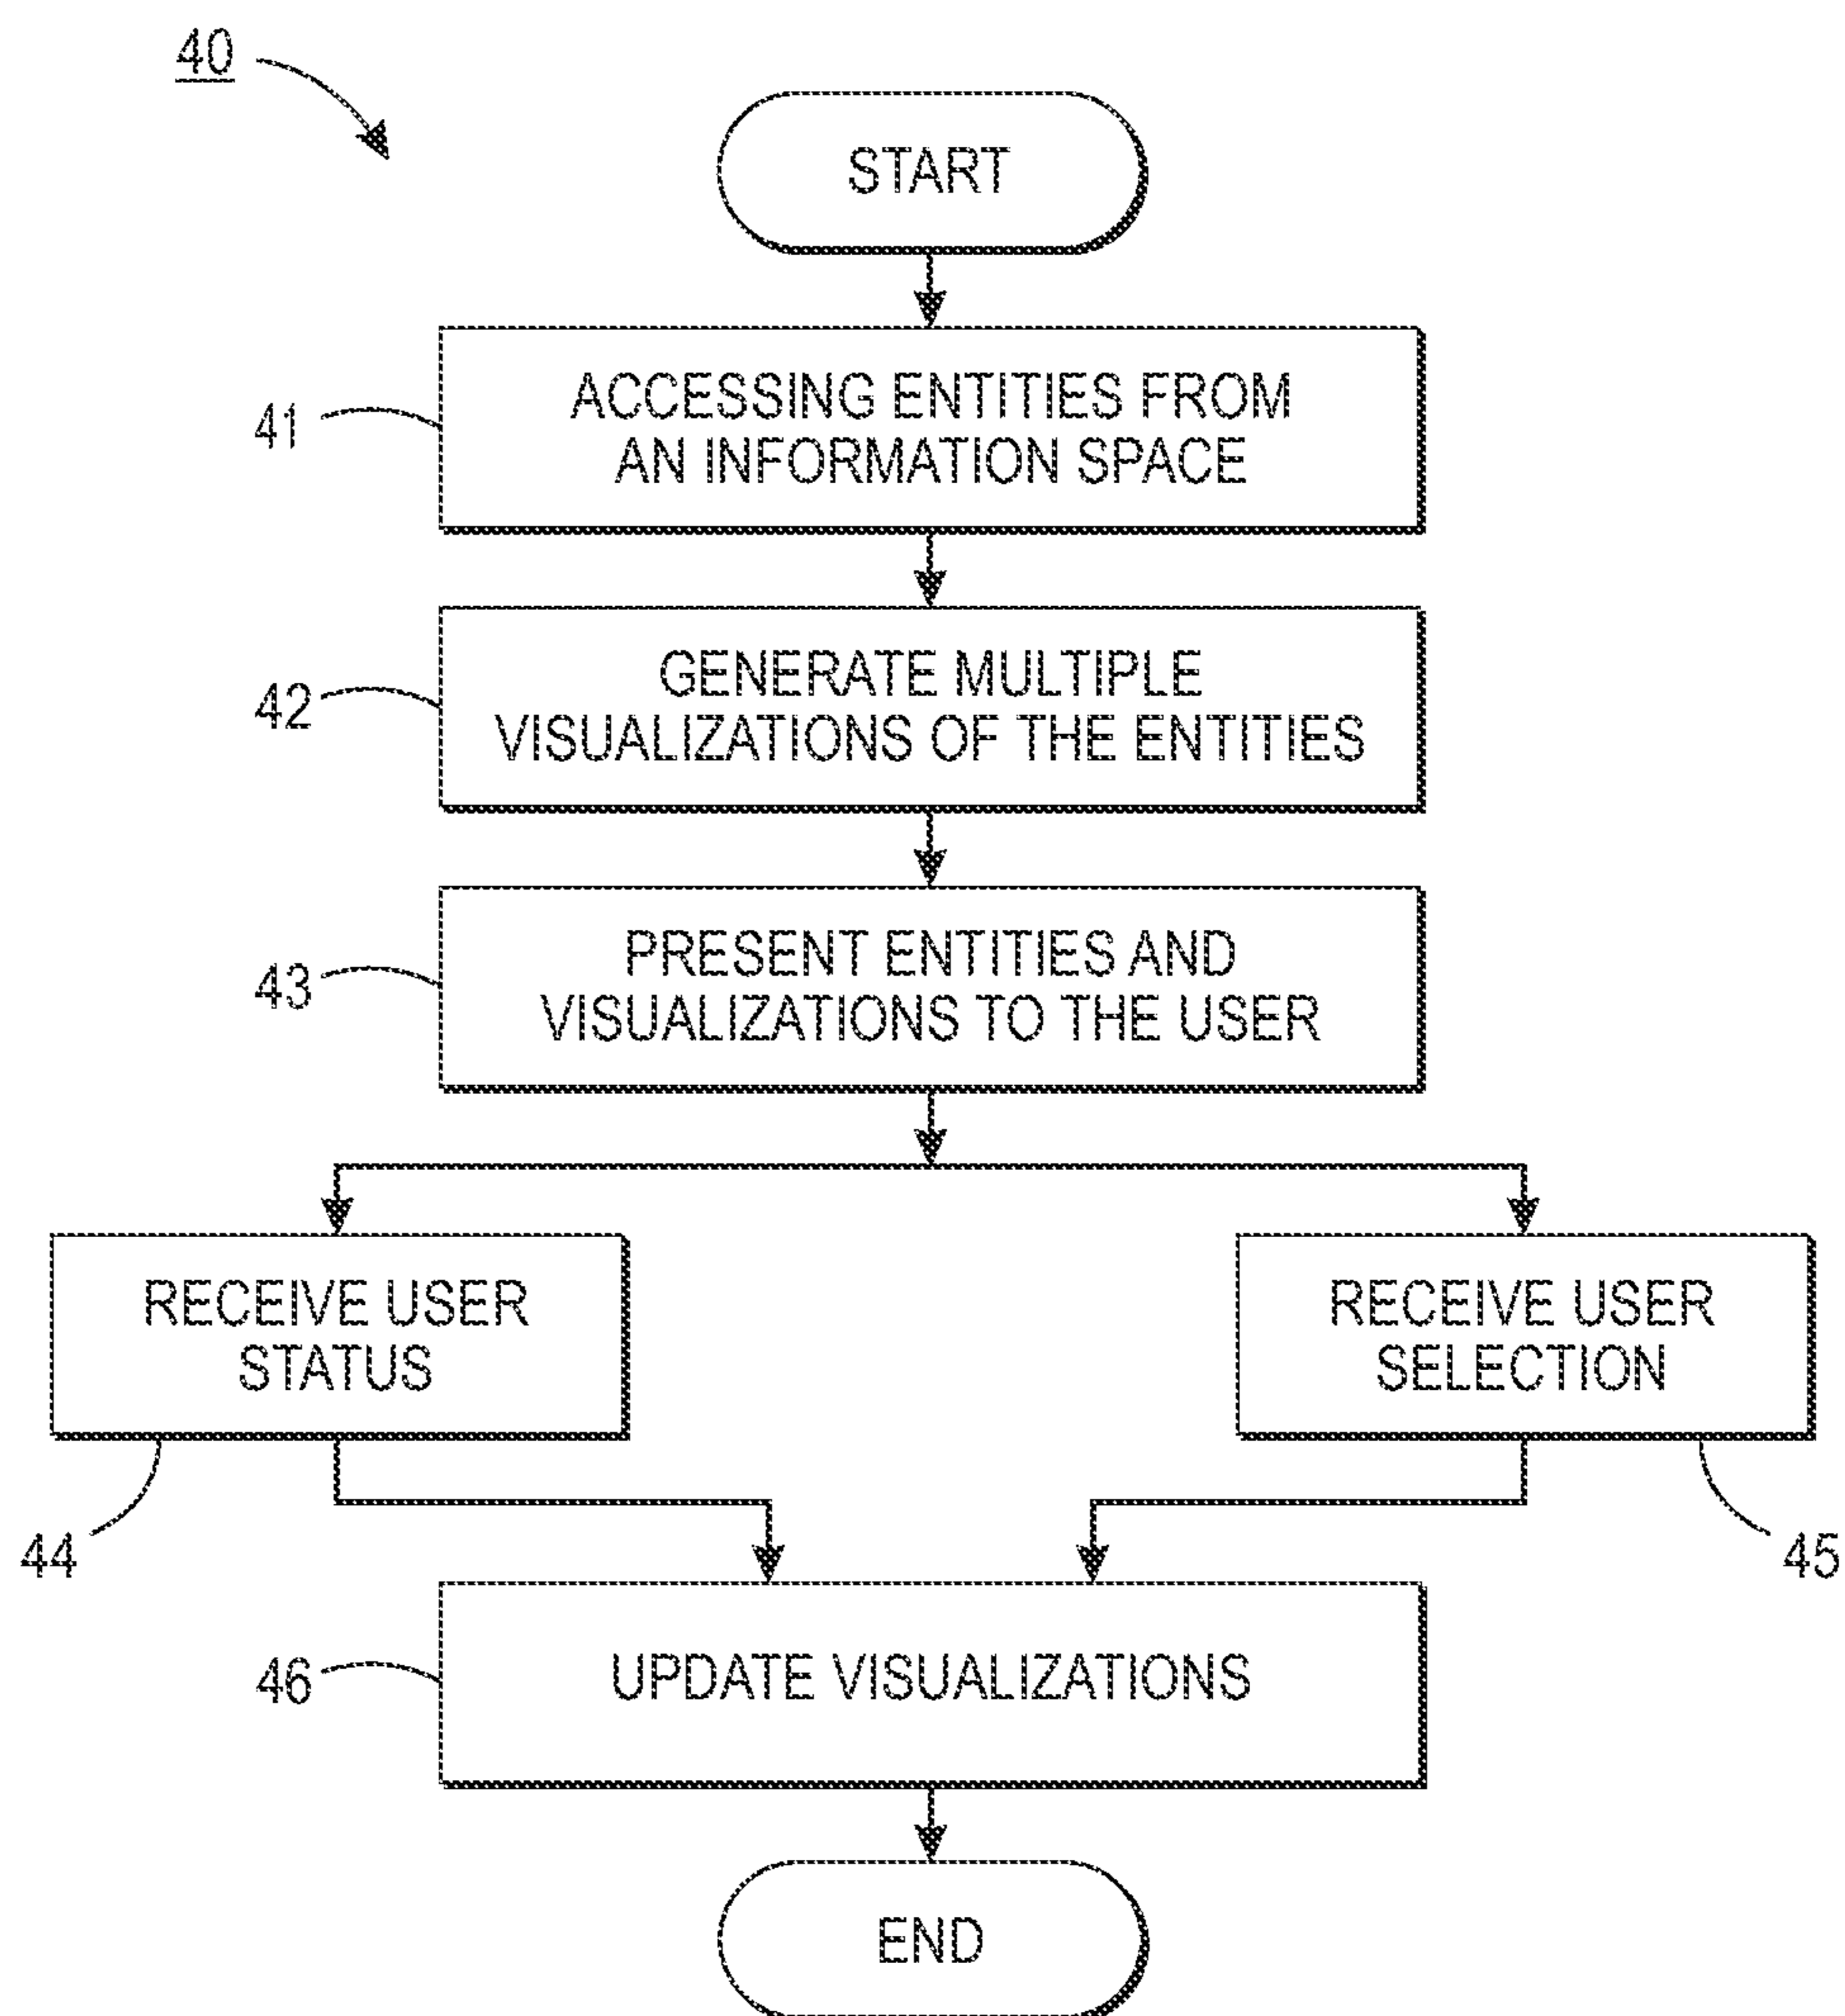 40
START
41
ACCESSING ENTITIES FROM
AN INFORMATION SPACE
42
GENERATE MULTIPLE
VISUALIZATIONS OF THE ENTITIES
43
PRESENT ENTITIES AND
VISUALIZATIONS TO THE USER
RECEIVE USER
STATUS
RECEIVE USER
SELECTION
44
45
46
UPDATE VISUALIZATIONS
END